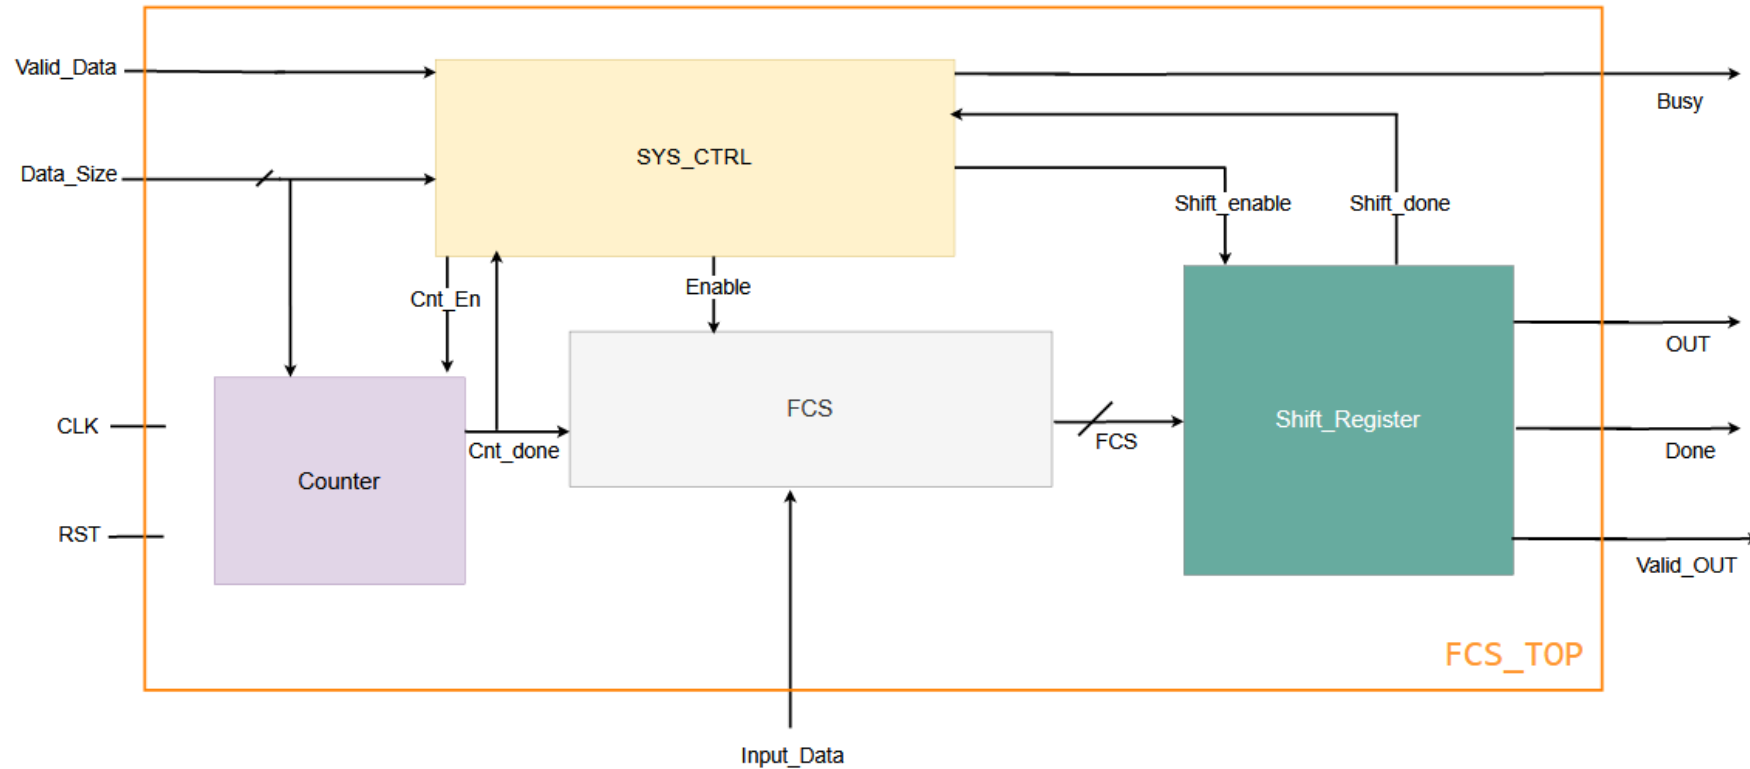 Valid_Data
Busy
SYS_CTRL
Data_Size
Shift_enable
Shift_done
Cnt_En
Enable
OUT
FCS
Shift_Register
CLK
FCS
Cnt_done
Done
Counter
RST
Valid_OUT
FCS_TOP
Input_Data